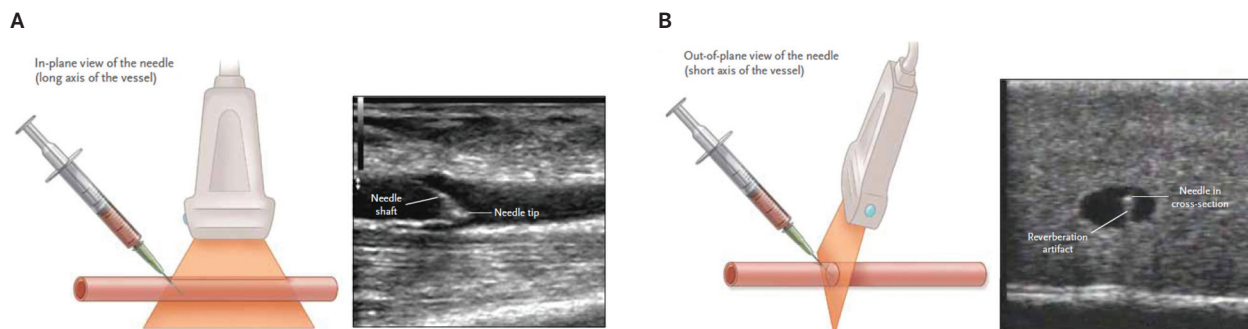 A
In-plane view of the needle
(long axis of the vessel)
Needle
shaft
Needle tip
B
Out-of-plane view of the needle
(short axis of the vessel)
Needle in
cross-section
Reverberation
artifact